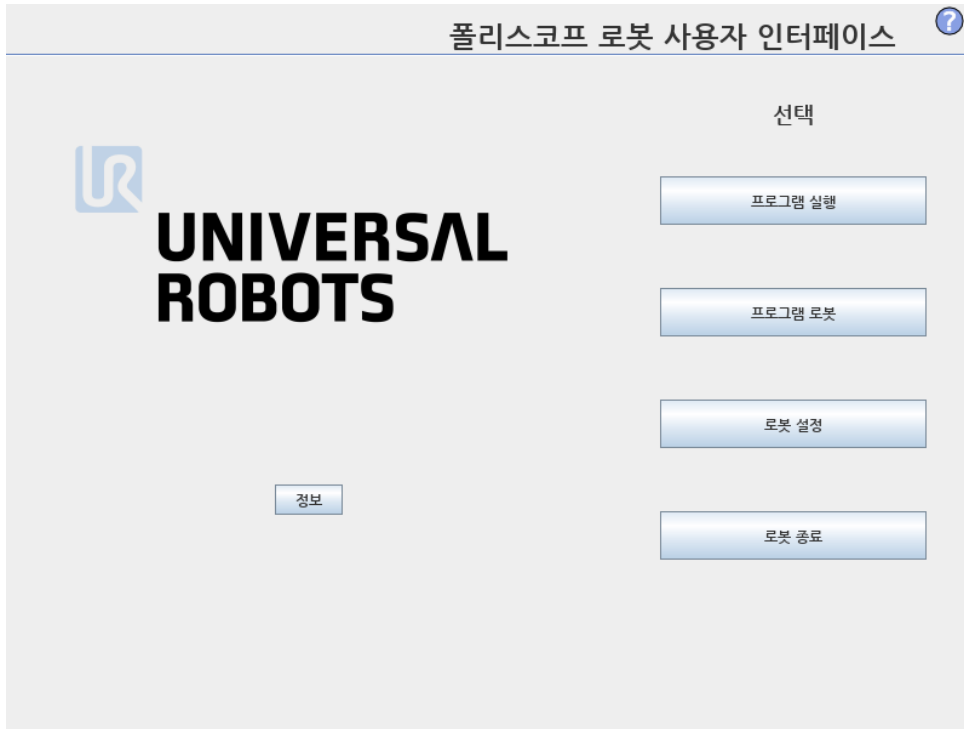 폴리스코프 로봇 사용자 인터페이스
?
선택
UR
UNIVERSAL
ROBOTS
프로그램 실행
프로그램 로봇
로봇 설정
정보
로봇 종료